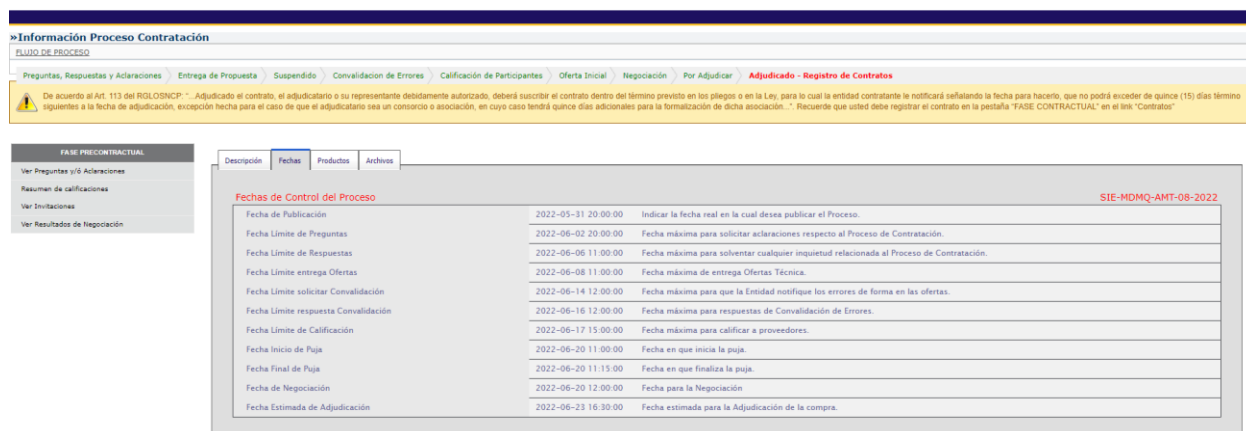 »Información Proceso Contratación
FLUJO DE PROCESO
Preguntas, Respuestas y Aclaraciones Entrega de Propuesta Suspendido Convalidacion de Errores Calificación de Participantes Oferta Inicial Negociación Por Adjudicar Adjudicado - Registro de Contratos
De acuerdo al Art. 113 del RGLOSNCP: "...Adjudicado el contrato, el adjudicatario o su representante debidamente autorizado, deberá suscribir el contrato dentro del término previsto en los pliegos o en la Ley, para lo cual la entidad contratante le notificará señalando la fecha para hacerlo, que no podrá exceder de quince (15) días término
siguientes a la fecha de adjudicación, excepción hecha para el caso de que el adjudicatario sea un consorcio o asociación, en cuyo caso tendrá quince días adicionales para la formalización de dicha asociación...". Recuerde que usted debe registrar el contrato en la pestaña "FASE CONTRACTUAL" en el link "Contratos"
FASE PRECONTRACTUAL
Ver Preguntas y/ó Aclaraciones
Resumen de calificaciones
Ver Invitaciones
Ver Resultados de Negociación
Descripción Fechas Productos Archivos
Fechas de Control del Proceso SIE-MDMQ-AMT-08-2022
Fecha de Publicación 2022-05-31 20:00:00 Indicar la fecha real en la cual desea publicar el Proceso.
Fecha Límite de Preguntas 2022-06-02 20:00:00 Fecha máxima para solicitar aclaraciones respecto al Proceso de Contratación.
Fecha Límite de Respuestas 2022-06-06 11:00:00 Fecha máxima para solventar cualquier inquietud relacionada al Proceso de Contratación.
Fecha Límite entrega Ofertas 2022-06-08 11:00:00 Fecha máxima de entrega Ofertas Técnica.
Fecha Límite solicitar Convalidación 2022-06-14 12:00:00 Fecha máxima para que la Entidad notifique los errores de forma en las ofertas.
Fecha Límite respuesta Convalidación 2022-06-16 12:00:00 Fecha máxima para respuestas de Convalidación de Errores.
Fecha Límite de Calificación 2022-06-17 15:00:00 Fecha máxima para calificar a proveedores.
Fecha Inicio de Puja 2022-06-20 11:00:00 Fecha en que inicia la puja.
Fecha Final de Puja 2022-06-20 11:15:00 Fecha en que finaliza la puja.
Fecha de Negociación 2022-06-20 12:00:00 Fecha para la Negociación
Fecha Estimada de Adjudicación 2022-06-23 16:30:00 Fecha estimada para la Adjudicación de la compra.